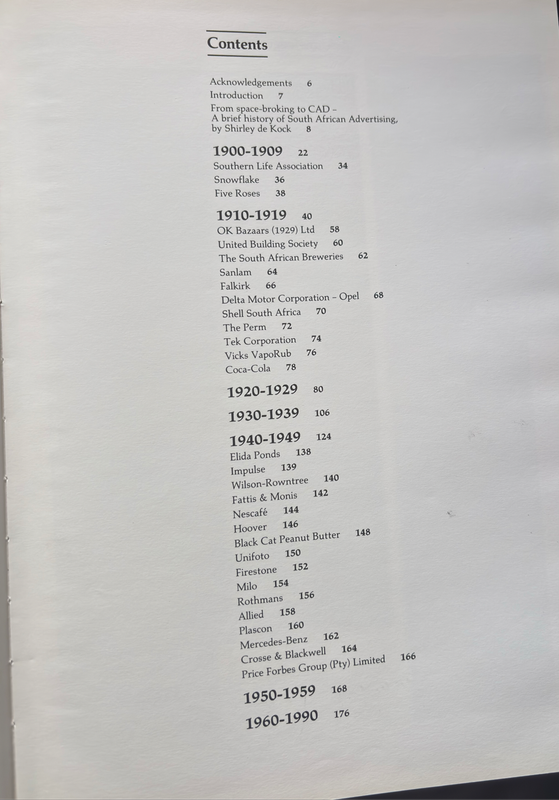 Contents
Acknowledgements 6
Introduction 7
From space-broking to CAD –
A brief history of South African Advertising,
by Shirley de Kock 8
1900-1909 22
Southern Life Association 34
Snowflake 36
Five Roses 38
1910-1919 40
OK Bazaars (1929) Ltd 58
United Building Society 60
The South African Breweries 62
Sanlam 64
Falkirk 66
Delta Motor Corporation – Opel 68
Shell South Africa 70
The Perm 72
Tek Corporation 74
Vicks VapoRub 76
Coca-Cola 78
1920-1929 80
1930-1939 106
1940-1949 124
Elida Ponds 138
Impulse 139
Wilson-Rowntree 140
Fattis & Monis 142
Nescafé 144
Hoover 146
Black Cat Peanut Butter 148
Unifoto 150
Firestone 152
Milo 154
Rothmans 156
Allied 158
Plascon 160
Mercedes-Benz 162
Crosse & Blackwell 164
Price Forbes Group (Pty) Limited 166
1950-1959 168
1960-1990 176